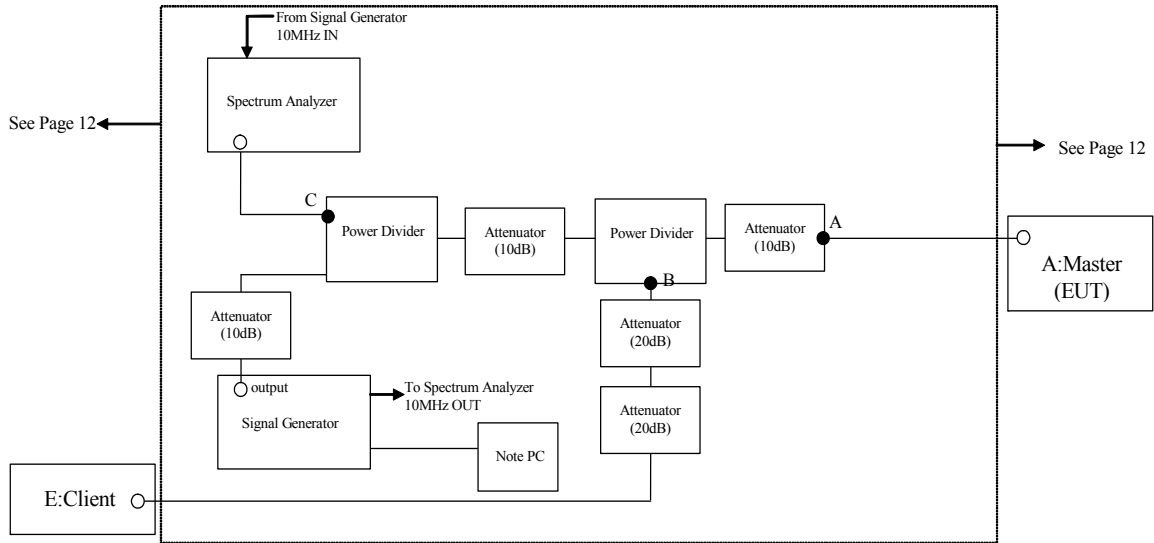 From Signal Generator
10MHz IN
Spectrum Analyzer
See Page 12
See Page 12
C
Power Divider
Attenuator
(10dB)
Power Divider
Attenuator
(10dB)
A
A:Master
(EUT)
B
Attenuator
(10dB)
Attenuator
(20dB)
output
To Spectrum Analyzer
10MHz OUT
Signal Generator
Attenuator
(20dB)
Note PC
E:Client